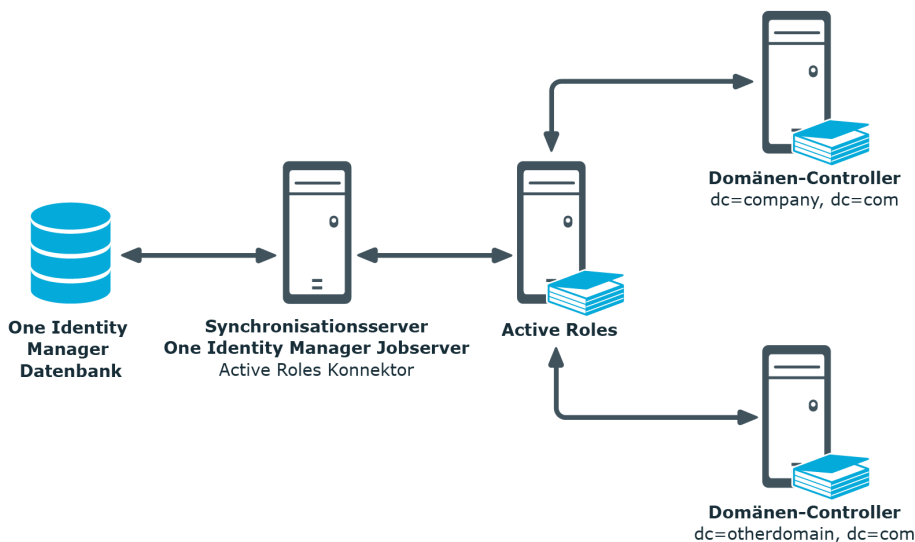 Domänen-Controller
dc=company, dc=com
One Identity
Manager
Datenbank
Synchronisationsserver
One Identity Manager Jobserver
Active Roles Konnektor
Active Roles
Domänen-Controller
dc=otherdomain, dc=com